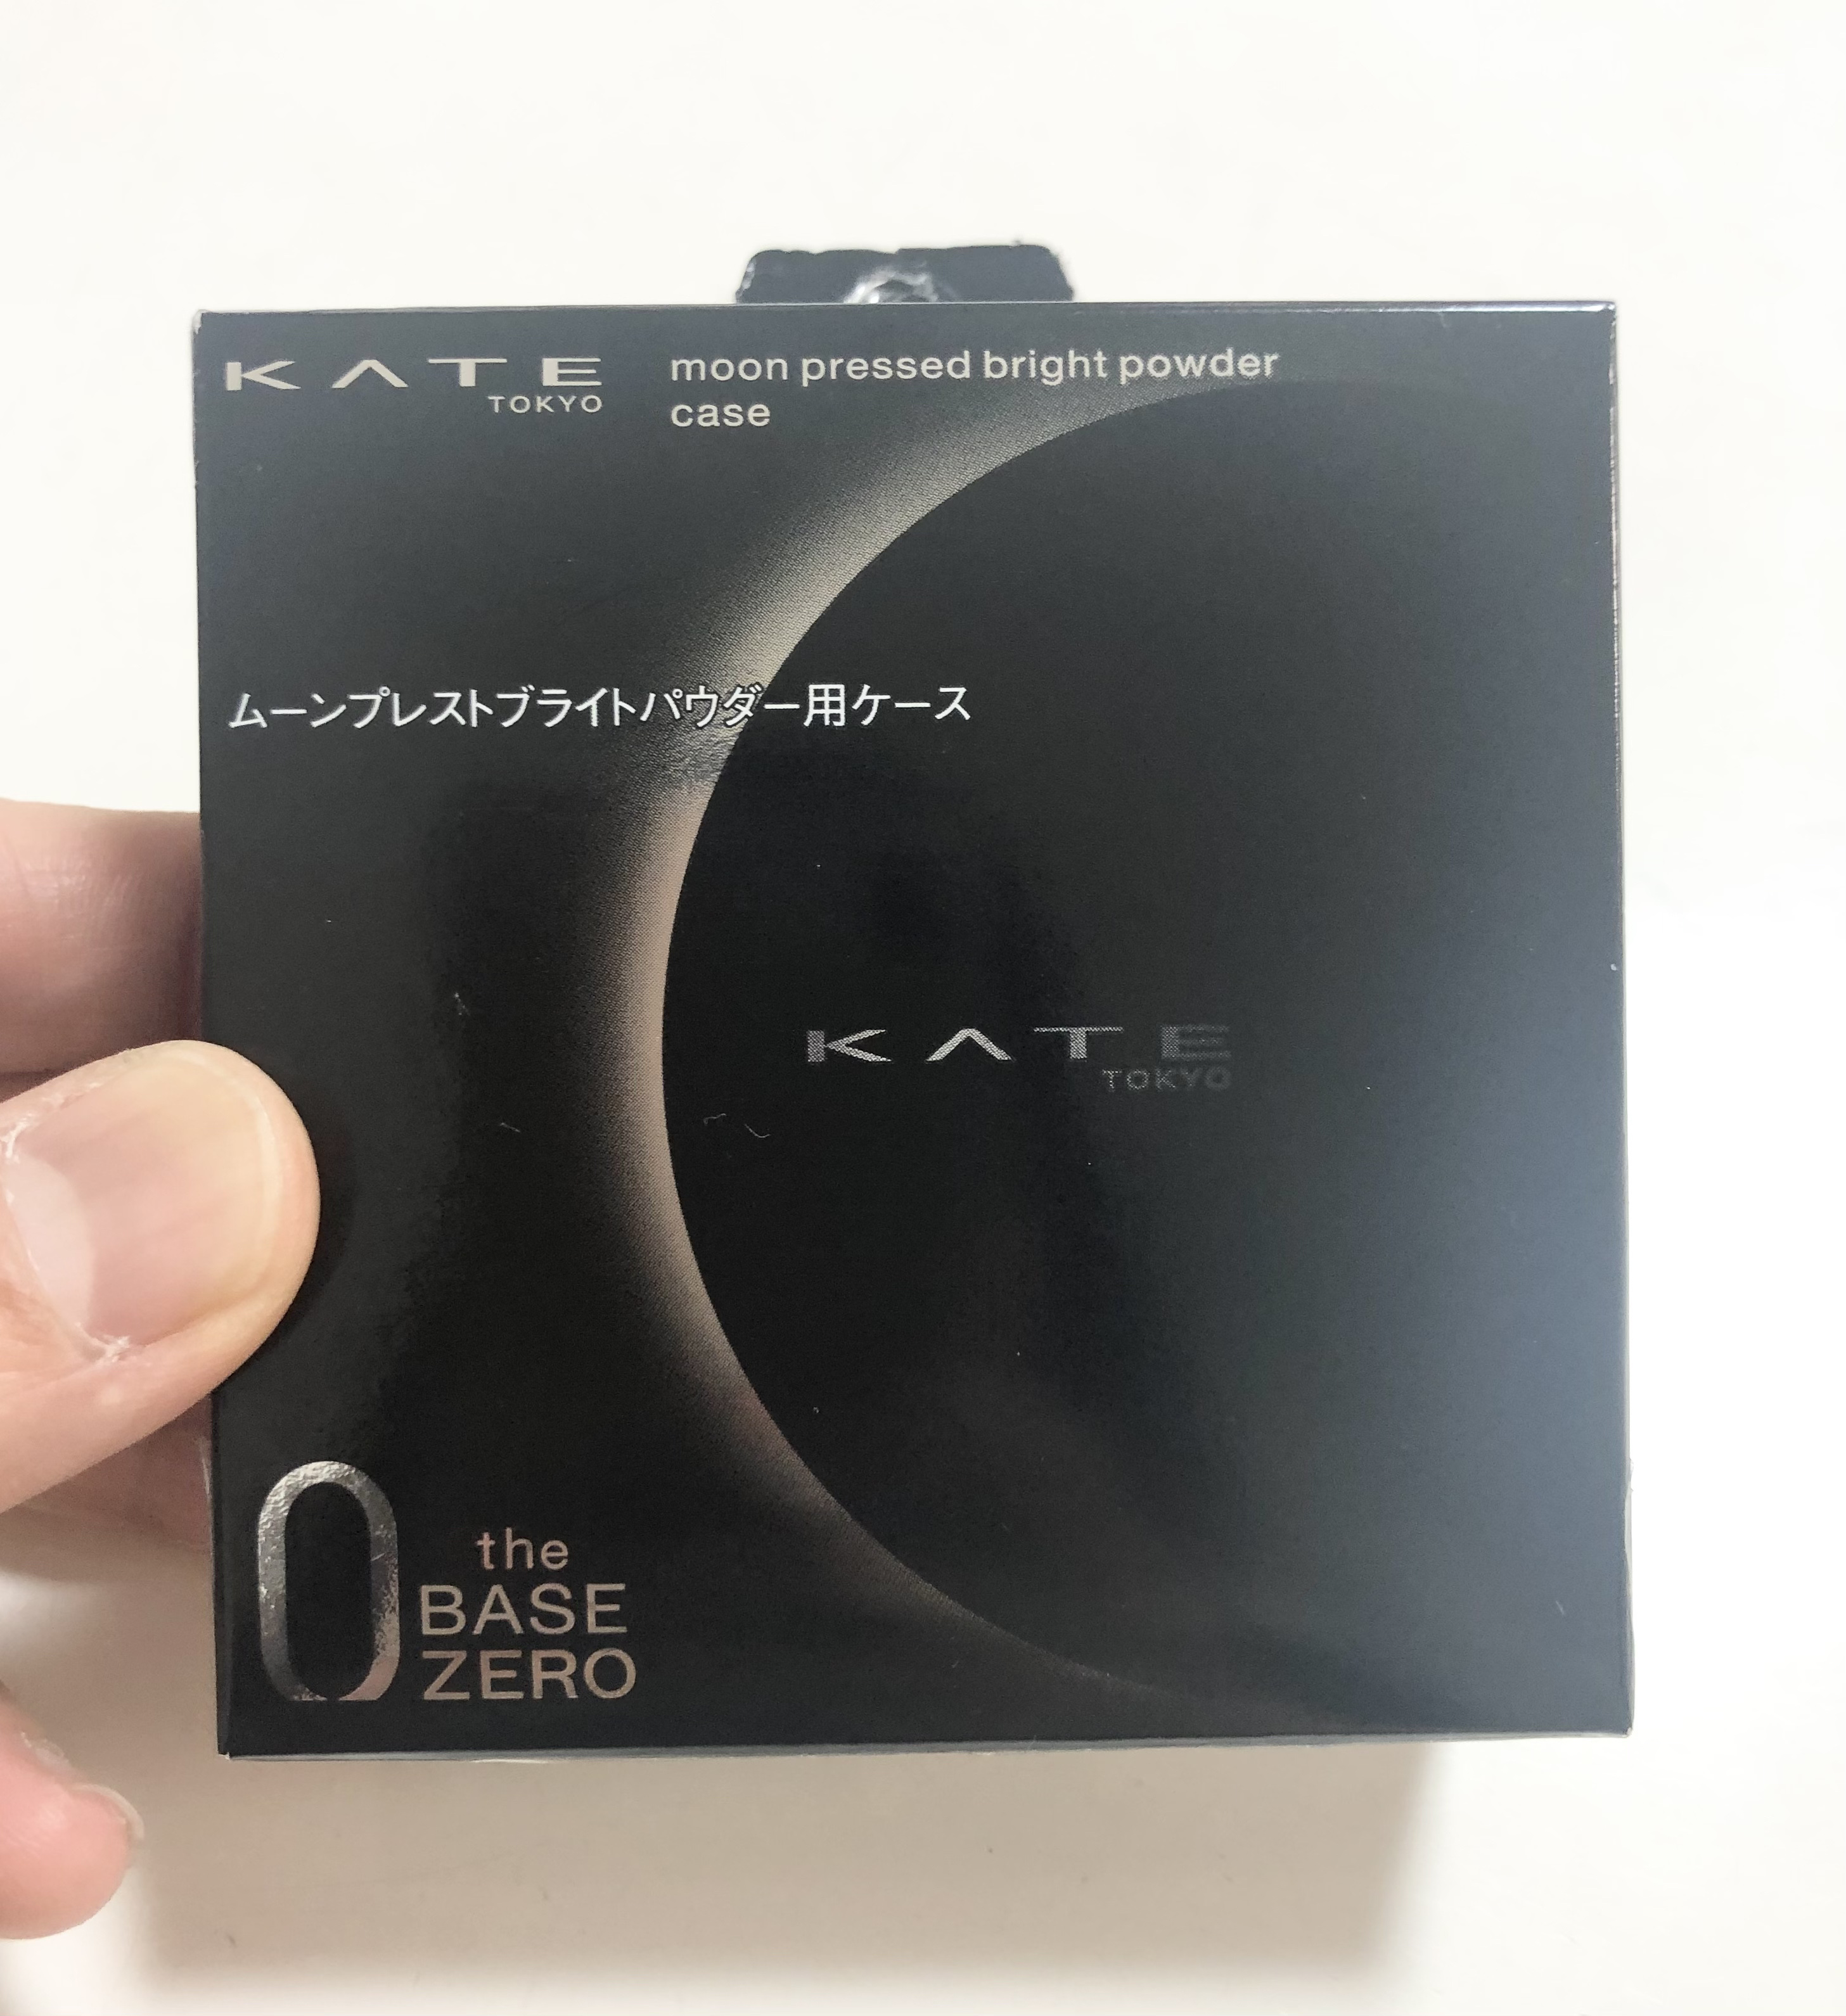 KATE
TOKYO
moon pressed bright powder
case
ムーンプレストブライトパウダー用ケース
KATE
TOKYO
0
the
BASE
ZERO